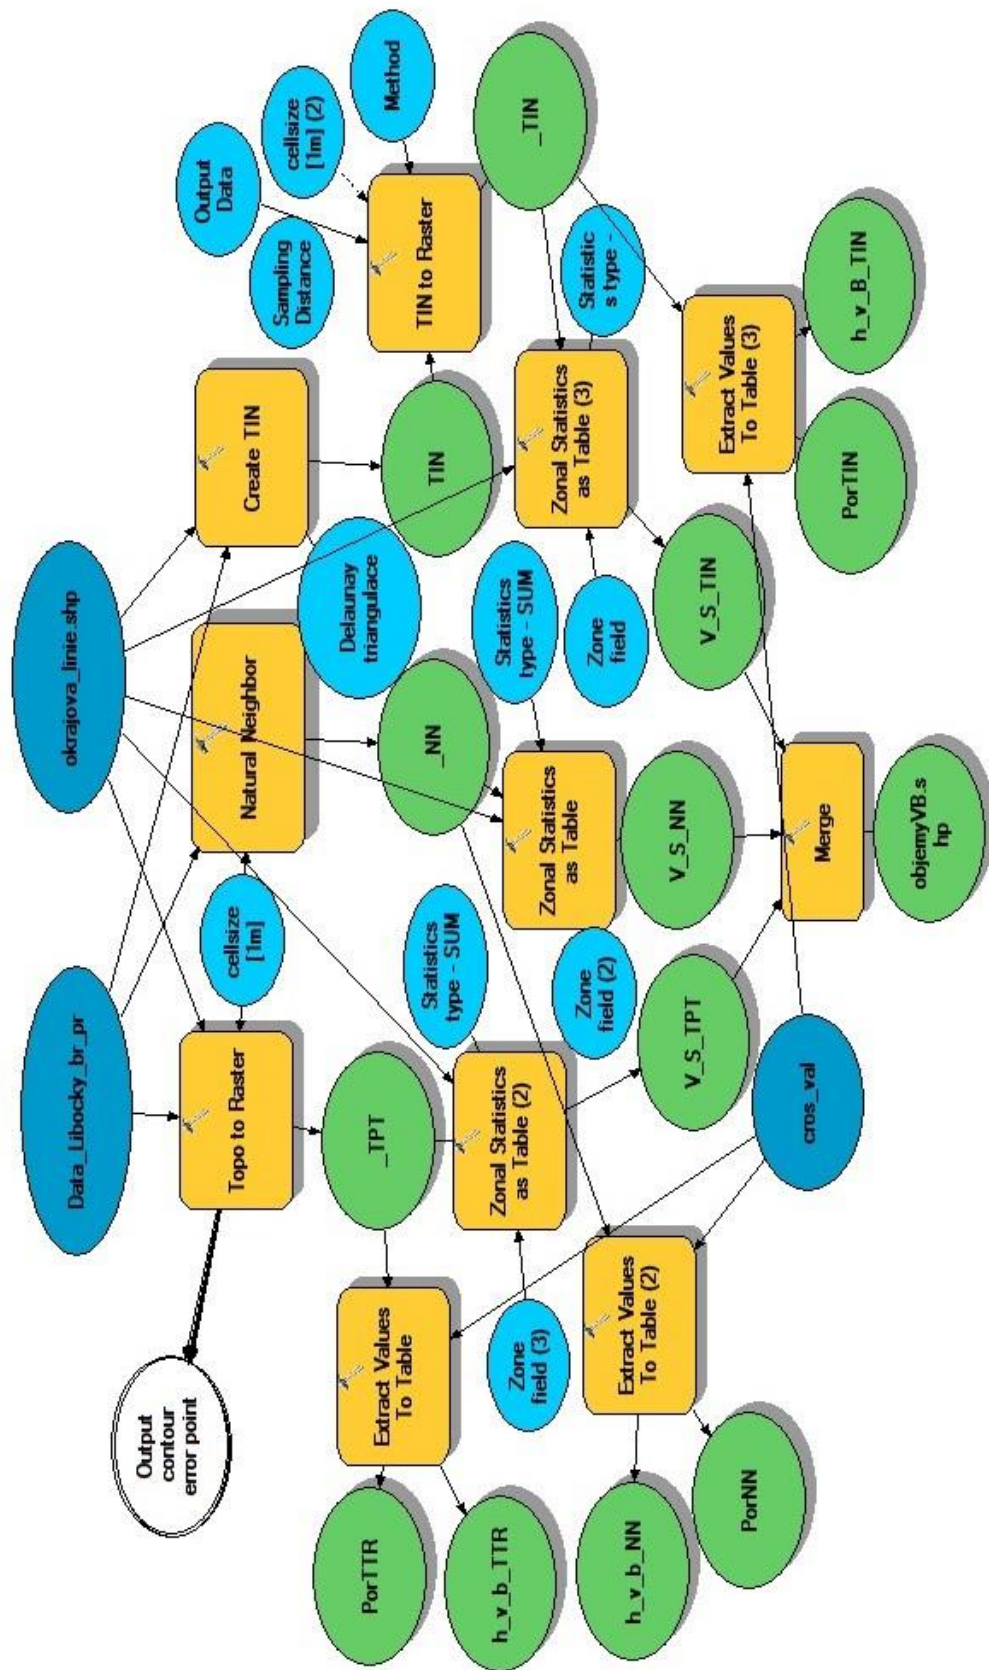 Data_Libocky_br_pr
okrajova_linie.shp
Output
contour
error point
Topo to Raster
cellsize
[1m]
Natural Neighbor
Create TIN
Output
Data
Sampling
Distance
cellsize
[1m] (2)
Method
TIN to Raster
Delaunay
triangulace
_TPT
_NN
TIN
_TIN
Extract Values
To Table
Zone
field (3)
Zonal Statistics
as Table (2)
Statistics
type - SUM
Zone
field (2)
Zonal Statistics
as Table
Statistics
type - SUM
Zone
field
Zonal Statistics
as Table (3)
Statistic
s type -
PorTTR
h_v_b_TTR
Extract Values
To Table (2)
V_S_TPT
V_S_NN
V_S_TIN
Extract Values
To Table (3)
h_v_b_NN
PorNN
cros_val
Merge
PorTIN
h_v_B_TIN
objemyVB.s
hp